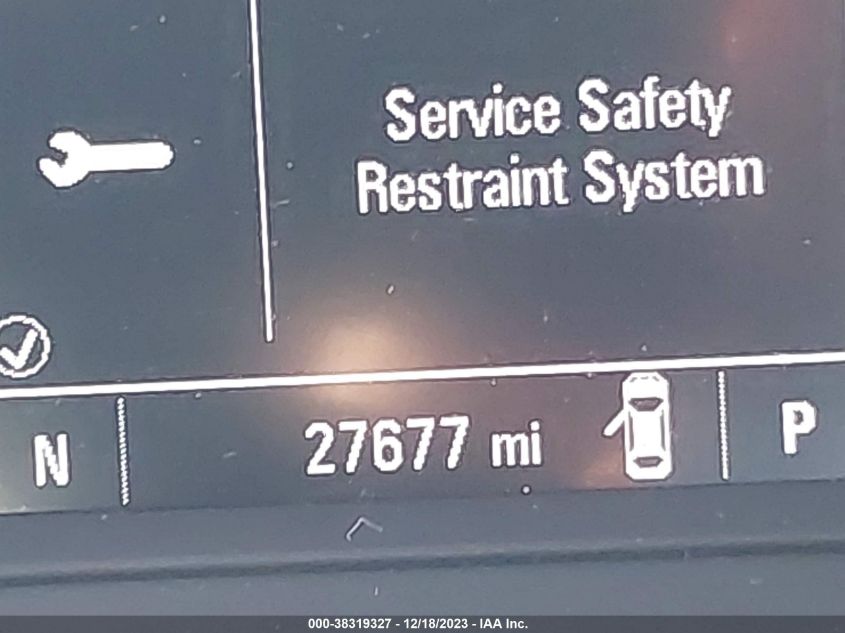 Service Safety
Restraint System
N 27677 mi P
000-38319327 - 12/18/2023 - IAA Inc.